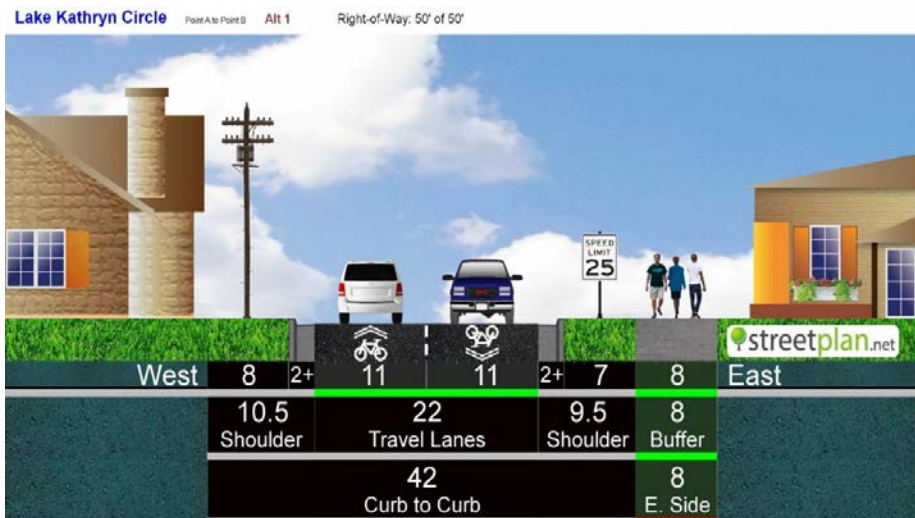 Lake Kathryn Circle Point A to Point B Alt 1 Right-of-Way: 50' of 50'
SPEED
LIMIT
25
streetplan.net
West 8 2+ 11 11 2+ 7 8 East
10.5 22 9.5 8
Shoulder Travel Lanes Shoulder Buffer
42 8
Curb to Curb E. Side